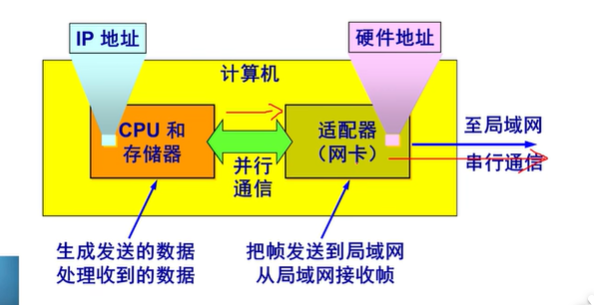 IP 地址
硬件地址
计算机
CPU 和
存储器
并行
通信
适配器
（网卡）
至局域网
串行通信
生成发送的数据
处理收到的数据
把帧发送到局域网
从局域网接收帧